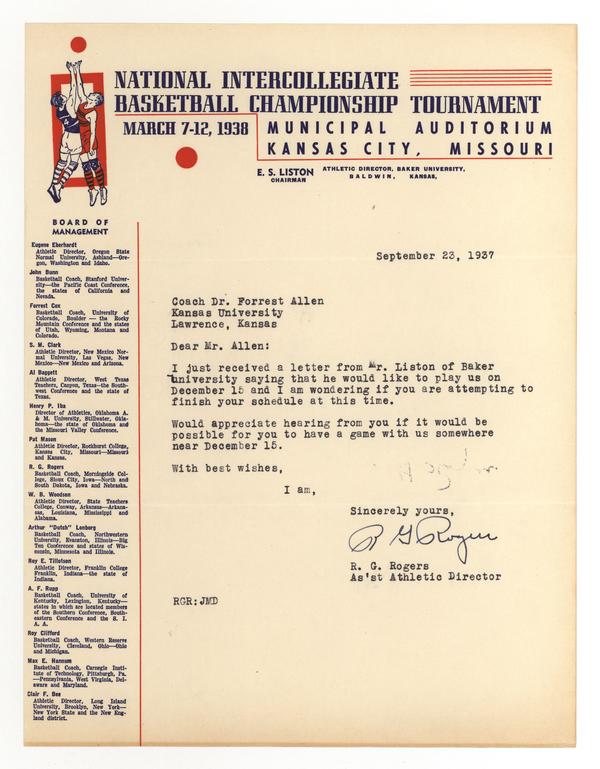 NATIONAL INTERCOLLEGIATE
BASKETBALL CHAMPIONSHIP TOURNAMENT
MARCH 7-12, 1938
MUNICIPAL AUDITORIUM
KANSAS CITY, MISSOURI
E. S. LISTON
CHAIRMAN
ATHLETIC DIRECTOR, BAKER UNIVERSITY,
BALDWIN, KANSAS,
BOARD OF
MANAGEMENT
Eugene Eberhardt
Athletic Director, Oregon State
Normal University, Ashland—Ore-
gon, Washington and Idaho.
John Bunn
Basketball Coach, Stanford Univer-
sity—the Pacific Coast Conference,
the states of California and
Nevada.
Forrest Cox
Basketball Coach, University of
Colorado, Boulder — the Rocky
Mountain Conference and the states
of Utah, Wyoming, Montana and
Colorado.
S. M. Clark
Athletic Director, New Mexico Nor-
mal University, Las Vegas, New
Mexico—New Mexico and Arizona.
Al Baggett
Athletic Director, West Texas
Teachers, Canyon, Texas—the South-
west Conference and the state of
Texas.
Henry P. Iba
Director of Athletics, Oklahoma A.
& M. University, Stillwater, Okla-
homa—the state of Oklahoma and
the Missouri Valley Conference.
Pat Mason
Athletic Director, Rockhurst College,
Kansas City, Missouri—Missouri
and Kansas.
R. G. Rogers
Basketball Coach, Morningside Col-
lege, Sioux City, Iowa—North and
South Dakota, Iowa and Nebraska.
W. B. Woodson
Athletic Director, State Teachers
College, Conway, Arkansas—Arkan-
sas, Louisiana, Mississippi and
Alabama.
Arthur "Dutch" Lonborg
Basketball Coach, Northwestern
University, Evanston, Illinois—Big
Ten Conference and states of Wis-
consin, Minnesota and Illinois.
Roy E. Tillotson
Athletic Director, Franklin College
Franklin, Indiana—the state of
Indiana.
A. F. Rupp
Basketball Coach, University of
Kentucky, Lexington, Kentucky—
states in which are located members
of the Southern Conference, South-
eastern Conference and the S. I.
A. A.
Roy Clifford
Basketball Coach, Western Reserve
University, Cleveland, Ohio—Ohio
and Michigan.
Max E. Hannum
Basketball Coach, Carnegie Insti-
tute of Technology, Pittsburgh, Pa.
—Pennsylvania, West Virginia, Del-
aware and Maryland.
Clair F. Bee
Athletic Director, Long Island
University, Brooklyn, New York—
New York State and the New Eng-
land district.
September 23, 1937
Coach Dr. Forrest Allen
Kansas University
Lawrence, Kansas
Dear Mr. Allen:
I just received a letter from Mr. Liston of Baker
university saying that he would like to play us on
December 15 and I am wondering if you are attempting to
finish your schedule at this time.
Would appreciate hearing from you if it would be
possible for you to have a game with us somewhere
near December 15.
With best wishes,
I am,
Sincerely yours,
R G Rogers
R. G. Rogers
As'st Athletic Director
RGR:JMD